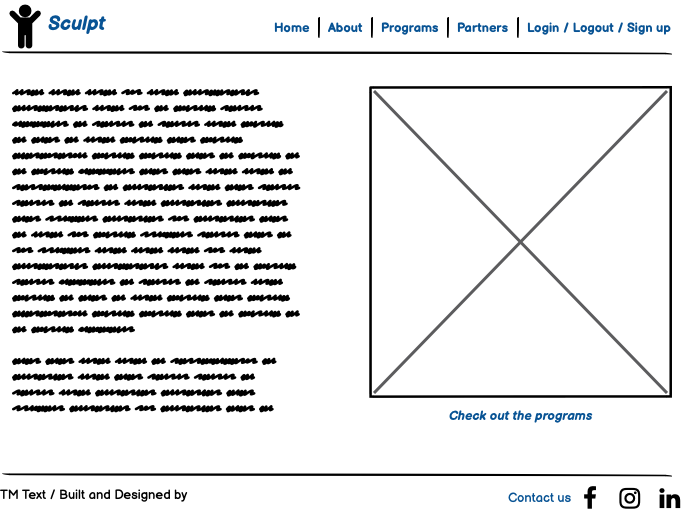 Sculpt
Home About Programs Partners Login / Logout / Sign up
Check out the programs
TM Text / Built and Designed by
Contact us